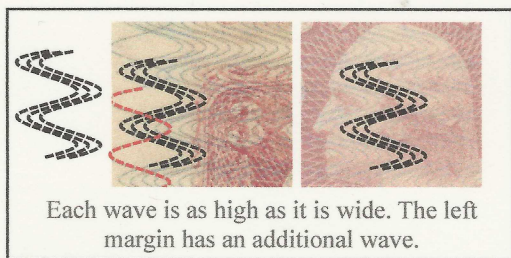 Each wave is as high as it is wide. The left
margin has an additional wave.